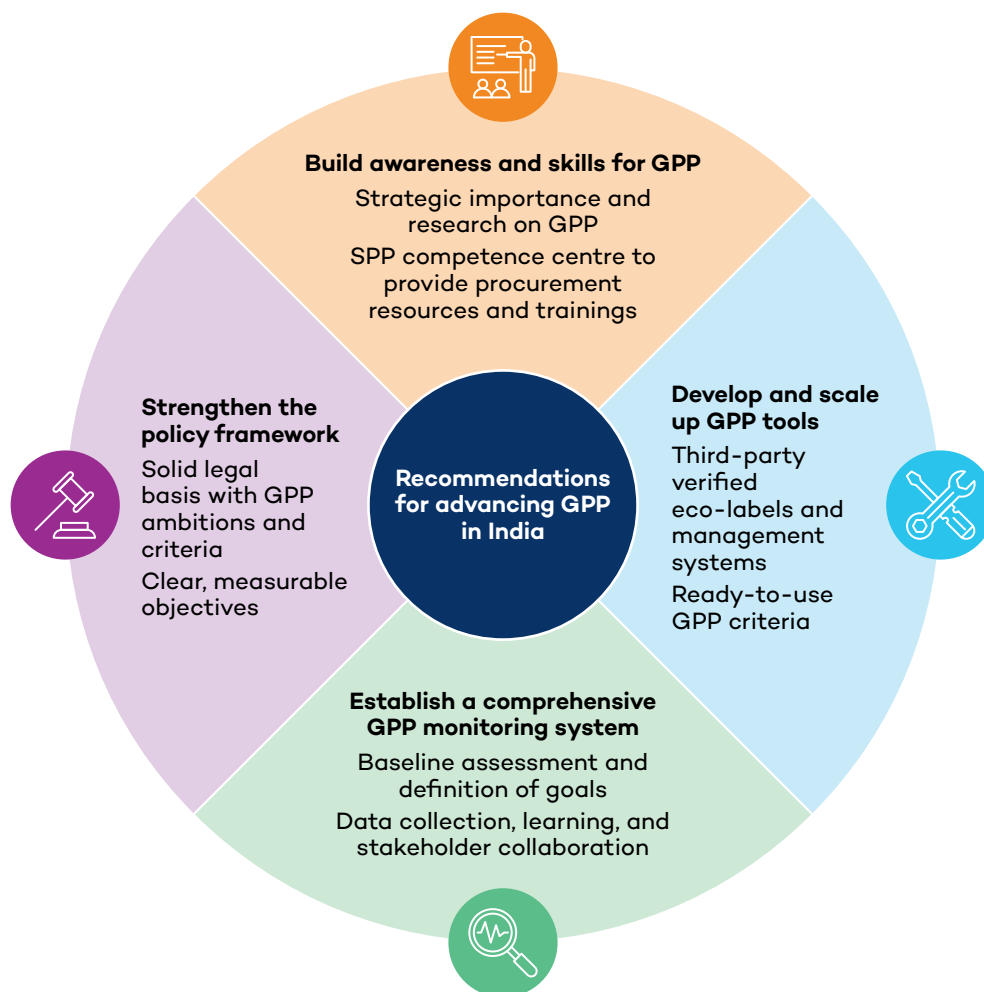 Build awareness and skills for GPP
Strategic importance and
research on GPP
SPP competence centre to
provide procurement
resources and trainings
Strengthen the
policy framework
Solid legal
basis with GPP
ambitions and
criteria
Clear, measurable
objectives
Recommendations
for advancing GPP
in India
Develop and scale
up GPP tools
Third-party
verified
eco-labels and
management
systems
Ready-to-use
GPP criteria
Establish a comprehensive
GPP monitoring system
Baseline assessment and
definition of goals
Data collection, learning, and
stakeholder collaboration